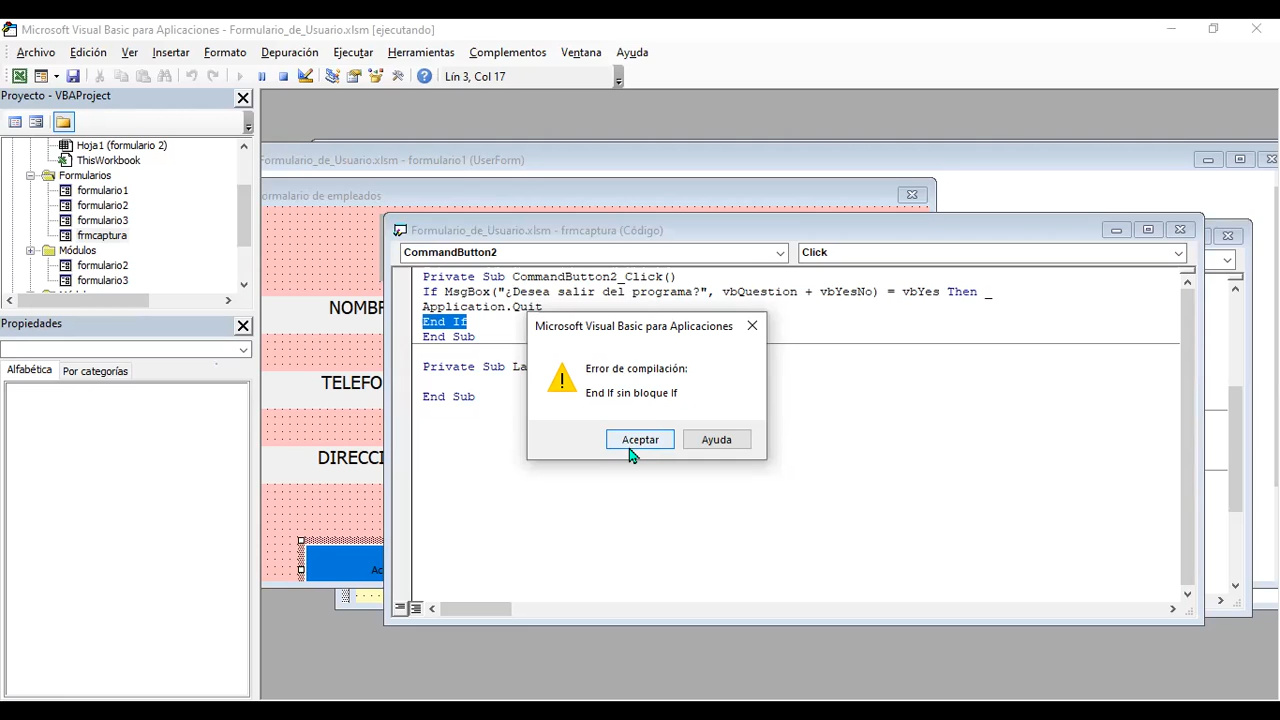 Microsoft Visual Basic para Aplicaciones - Formulario_de_Usuario.xlsm [ejecutando]
Archivo Edición Ver Insertar Formato Depuración Ejecutar Herramientas Complementos Ventana Ayuda
Lín 3, Col 17
Proyecto - VBAProject
Hoja1 (formulario 2)
ThisWorkbook
Formularios
formulario1
formulario2
formulario3
frmcaptura
Módulos
formulario2
formulario3
Propiedades
Alfabética Por categorías
Formulario_de_Usuario.xlsm - formulario1 (UserForm)
ormalario de empleados
NOMBR
TELEFO
DIRECCI
Ac
Formulario_de_Usuario.xlsm - frmcaptura (Código)
CommandButton2 Click
Private Sub CommandButton2_Click()
If MsgBox("¿Desea salir del programa?", vbQuestion + vbYesNo) = vbYes Then _
Application.Quit
End If
End Sub
Private Sub La
End Sub
Microsoft Visual Basic para Aplicaciones
Error de compilación:
End If sin bloque If
Aceptar Ayuda